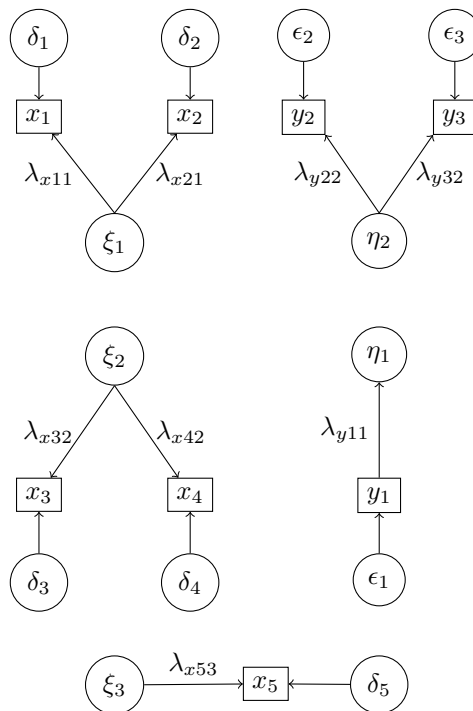 δ1 δ2 ϵ2 ϵ3
x1 x2 y2 y3
λx11 λx21 λy22 λy32
ξ1 η2
ξ2 η1
λx32 λx42 λy11
x3 x4 y1
δ3 δ4 ϵ1
ξ3 λx53 x5 δ5